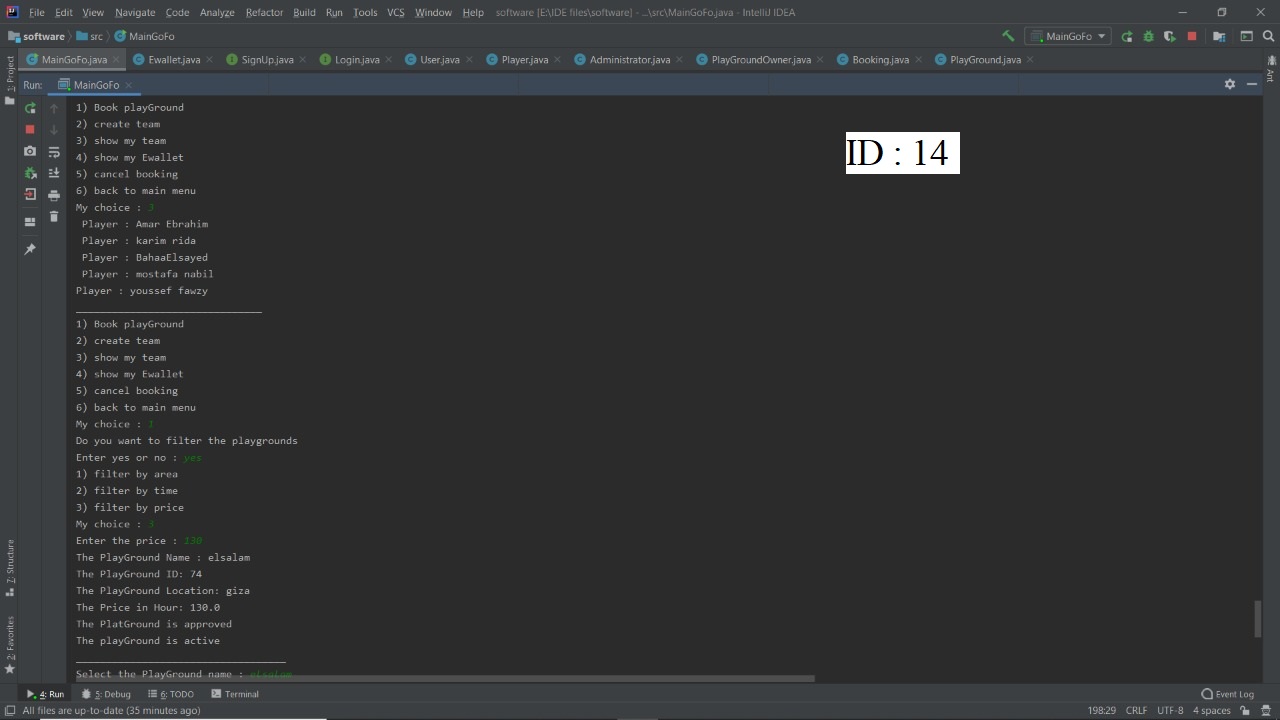 File Edit View Navigate Code Analyze Refactor Build Run Tools VCS Window Help software [E:\IDE files\software] - ...\src\MainGoFo.java - IntelliJ IDEA
software src MainGoFo MainGoFo
MainGoFo.java Ewallet.java SignUp.java Login.java User.java Player.java Administrator.java PlayGroundOwner.java Booking.java PlayGround.java
Run: MainGoFo
1: Project
Ant
1) Book playGround
2) create team
3) show my team
4) show my Ewallet
5) cancel booking
6) back to main menu
My choice : 3
Player : Amar Ebrahim
Player : karim rida
Player : BahaaElsayed
Player : mostafa nabil
Player : youssef fawzy
_______________________________
1) Book playGround
2) create team
3) show my team
4) show my Ewallet
5) cancel booking
6) back to main menu
My choice : 1
Do you want to filter the playgrounds
Enter yes or no : yes
1) filter by area
2) filter by time
3) filter by price
My choice : 3
Enter the price : 130
The PlayGround Name : elsalam
The PlayGround ID: 74
The PlayGround Location: giza
The Price in Hour: 130.0
The PlatGround is approved
The playGround is active
___________________________________
Select the PlayGround name : elsalam
ID : 14
7: Structure
2: Favorites
4: Run 5: Debug 6: TODO Terminal Event Log
All files are up-to-date (35 minutes ago) 198:29 CRLF UTF-8 4 spaces